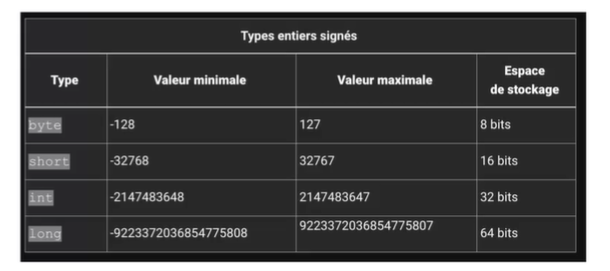 Types entiers signés
Type Valeur minimale Valeur maximale Espace de stockage
byte -128 127 8 bits
short -32768 32767 16 bits
int -2147483648 2147483647 32 bits
long -9223372036854775808 9223372036854775807 64 bits